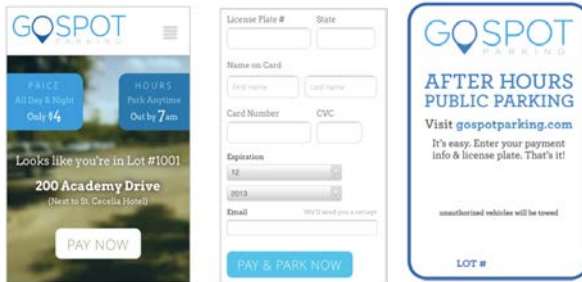 GOSPOT
PARKING
PRICE
All Day & Night
Only $4
HOURS
Park Anytime
Out by 7am
Looks like you're in Lot #1001
200 Academy Drive
(Next to St. Cecelia Hotel)
PAY NOW
License Plate # State
Name on Card
First name Last name
Card Number CVC
Expiration
12
2013
Email We'll send you a receipt
PAY & PARK NOW
GOSPOT
PARKING
AFTER HOURS
PUBLIC PARKING
Visit gospotparking.com
It's easy. Enter your payment
info & license plate. That's it!
unauthorized vehicles will be towed
LOT #